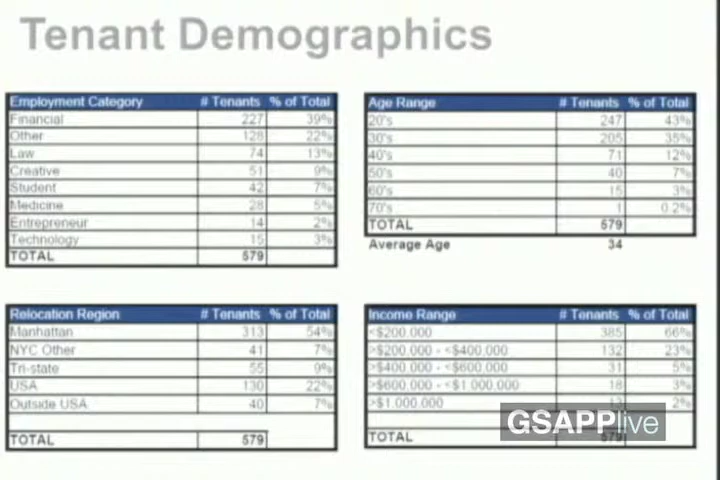 Tenant Demographics
Employment Category # Tenants % of Total
Financial 227 39%
Other 128 22%
Law 74 13%
Creative 51 9%
Student 42 7%
Medicine 28 5%
Entrepreneur 14 2%
Technology 15 3%
TOTAL 579
Age Range # Tenants % of Total
20's 247 43%
30's 205 35%
40's 71 12%
50's 40 7%
60's 15 3%
70's 1 0.2%
TOTAL 579
Average Age 34
Relocation Region # Tenants % of Total
Manhattan 313 54%
NYC Other 41 7%
Tri-state 55 9%
USA 130 22%
Outside USA 40 7%
TOTAL 579
Income Range # Tenants % of Total
<$200,000 385 66%
>$200,000 - <$400,000 132 23%
>$400,000 - <$600,000 31 5%
>$600,000 - <$1,000,000 18 3%
>$1,000,000 13 2%
TOTAL 579
GSAPPlive